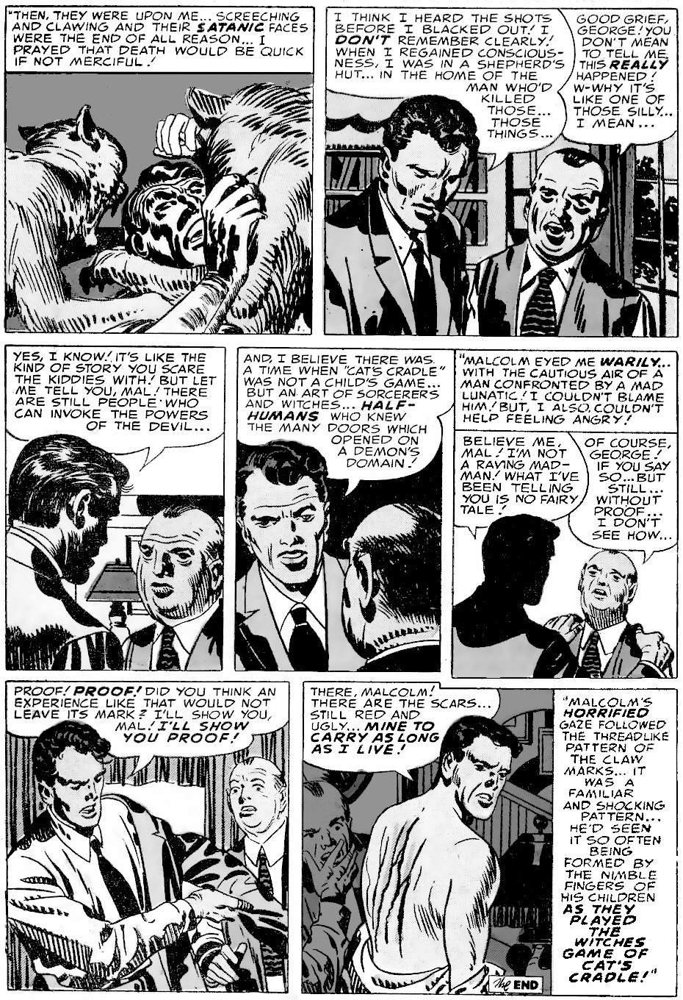 "THEN, THEY WERE UPON ME... SCREECHING
AND CLAWING AND THEIR SATANIC FACES
WERE THE END OF ALL REASON... I
PRAYED THAT DEATH WOULD BE QUICK
IF NOT MERCIFUL!
I THINK I HEARD THE SHOTS
BEFORE I BLACKED OUT! I
DON'T REMEMBER CLEARLY!
WHEN I REGAINED CONSCIOUS-
NESS, I WAS IN A SHEPHERD'S
HUT... IN THE HOME OF THE
MAN WHO'D
KILLED
THOSE...
THOSE
THINGS...
GOOD GRIEF,
GEORGE! YOU
DON'T MEAN
TO TELL ME
THIS REALLY
HAPPENED!
W-WHY IT'S
LIKE ONE OF
THOSE SILLY...
I MEAN...
YES, I KNOW! IT'S LIKE THE
KIND OF STORY YOU SCARE
THE KIDDIES WITH! BUT LET
ME TELL YOU, MAL! THERE
ARE STILL PEOPLE WHO
CAN INVOKE THE POWERS
OF THE DEVIL...
AND, I BELIEVE THERE WAS
A TIME WHEN "CAT'S CRADLE"
WAS NOT A CHILD'S GAME...
BUT AN ART OF SORCERERS
AND WITCHES... HALF-
HUMANS WHO KNEW
THE MANY DOORS WHICH
OPENED ON
A DEMON'S
DOMAIN!
"MALCOLM EYED ME WARILY...
WITH THE CAUTIOUS AIR OF A
MAN CONFRONTED BY A MAD
LUNATIC! I COULDN'T BLAME
HIM! BUT, I ALSO COULDN'T
HELP FEELING ANGRY!
BELIEVE ME,
MAL! I'M NOT
A RAVING MAD-
MAN! WHAT I'VE
BEEN TELLING
YOU IS NO FAIRY
TALE!
OF COURSE,
GEORGE!
IF YOU SAY
SO... BUT
STILL...
WITHOUT
PROOF...
I DON'T
SEE HOW...
PROOF! PROOF! DID YOU THINK AN
EXPERIENCE LIKE THAT WOULD NOT
LEAVE ITS MARK? I'LL SHOW YOU,
MAL! I'LL SHOW
YOU PROOF!
THERE, MALCOLM!
THERE ARE THE SCARS...
STILL RED AND
UGLY... MINE TO
CARRY AS LONG
AS I LIVE!
"MALCOLM'S
HORRIFIED
GAZE FOLLOWED
THE THREADLIKE
PATTERN OF
THE CLAW
MARKS... IT
WAS A
FAMILIAR
AND SHOCKING
PATTERN...
HE'D SEEN
IT SO OFTEN
BEING
FORMED BY
THE NIMBLE
FINGERS OF
HIS CHILDREN
AS THEY
PLAYED
THE
WITCHES
GAME OF
CAT'S
CRADLE!"
The END